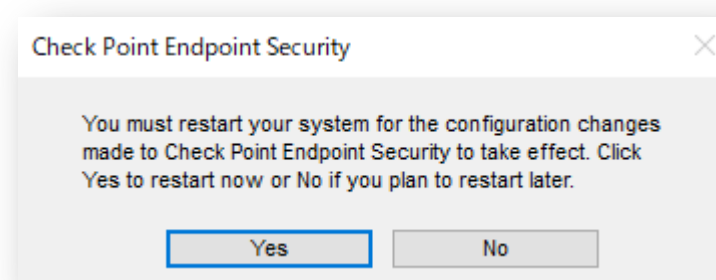 Check Point Endpoint Security
You must restart your system for the configuration changes
made to Check Point Endpoint Security to take effect. Click
Yes to restart now or No if you plan to restart later.
Yes
No